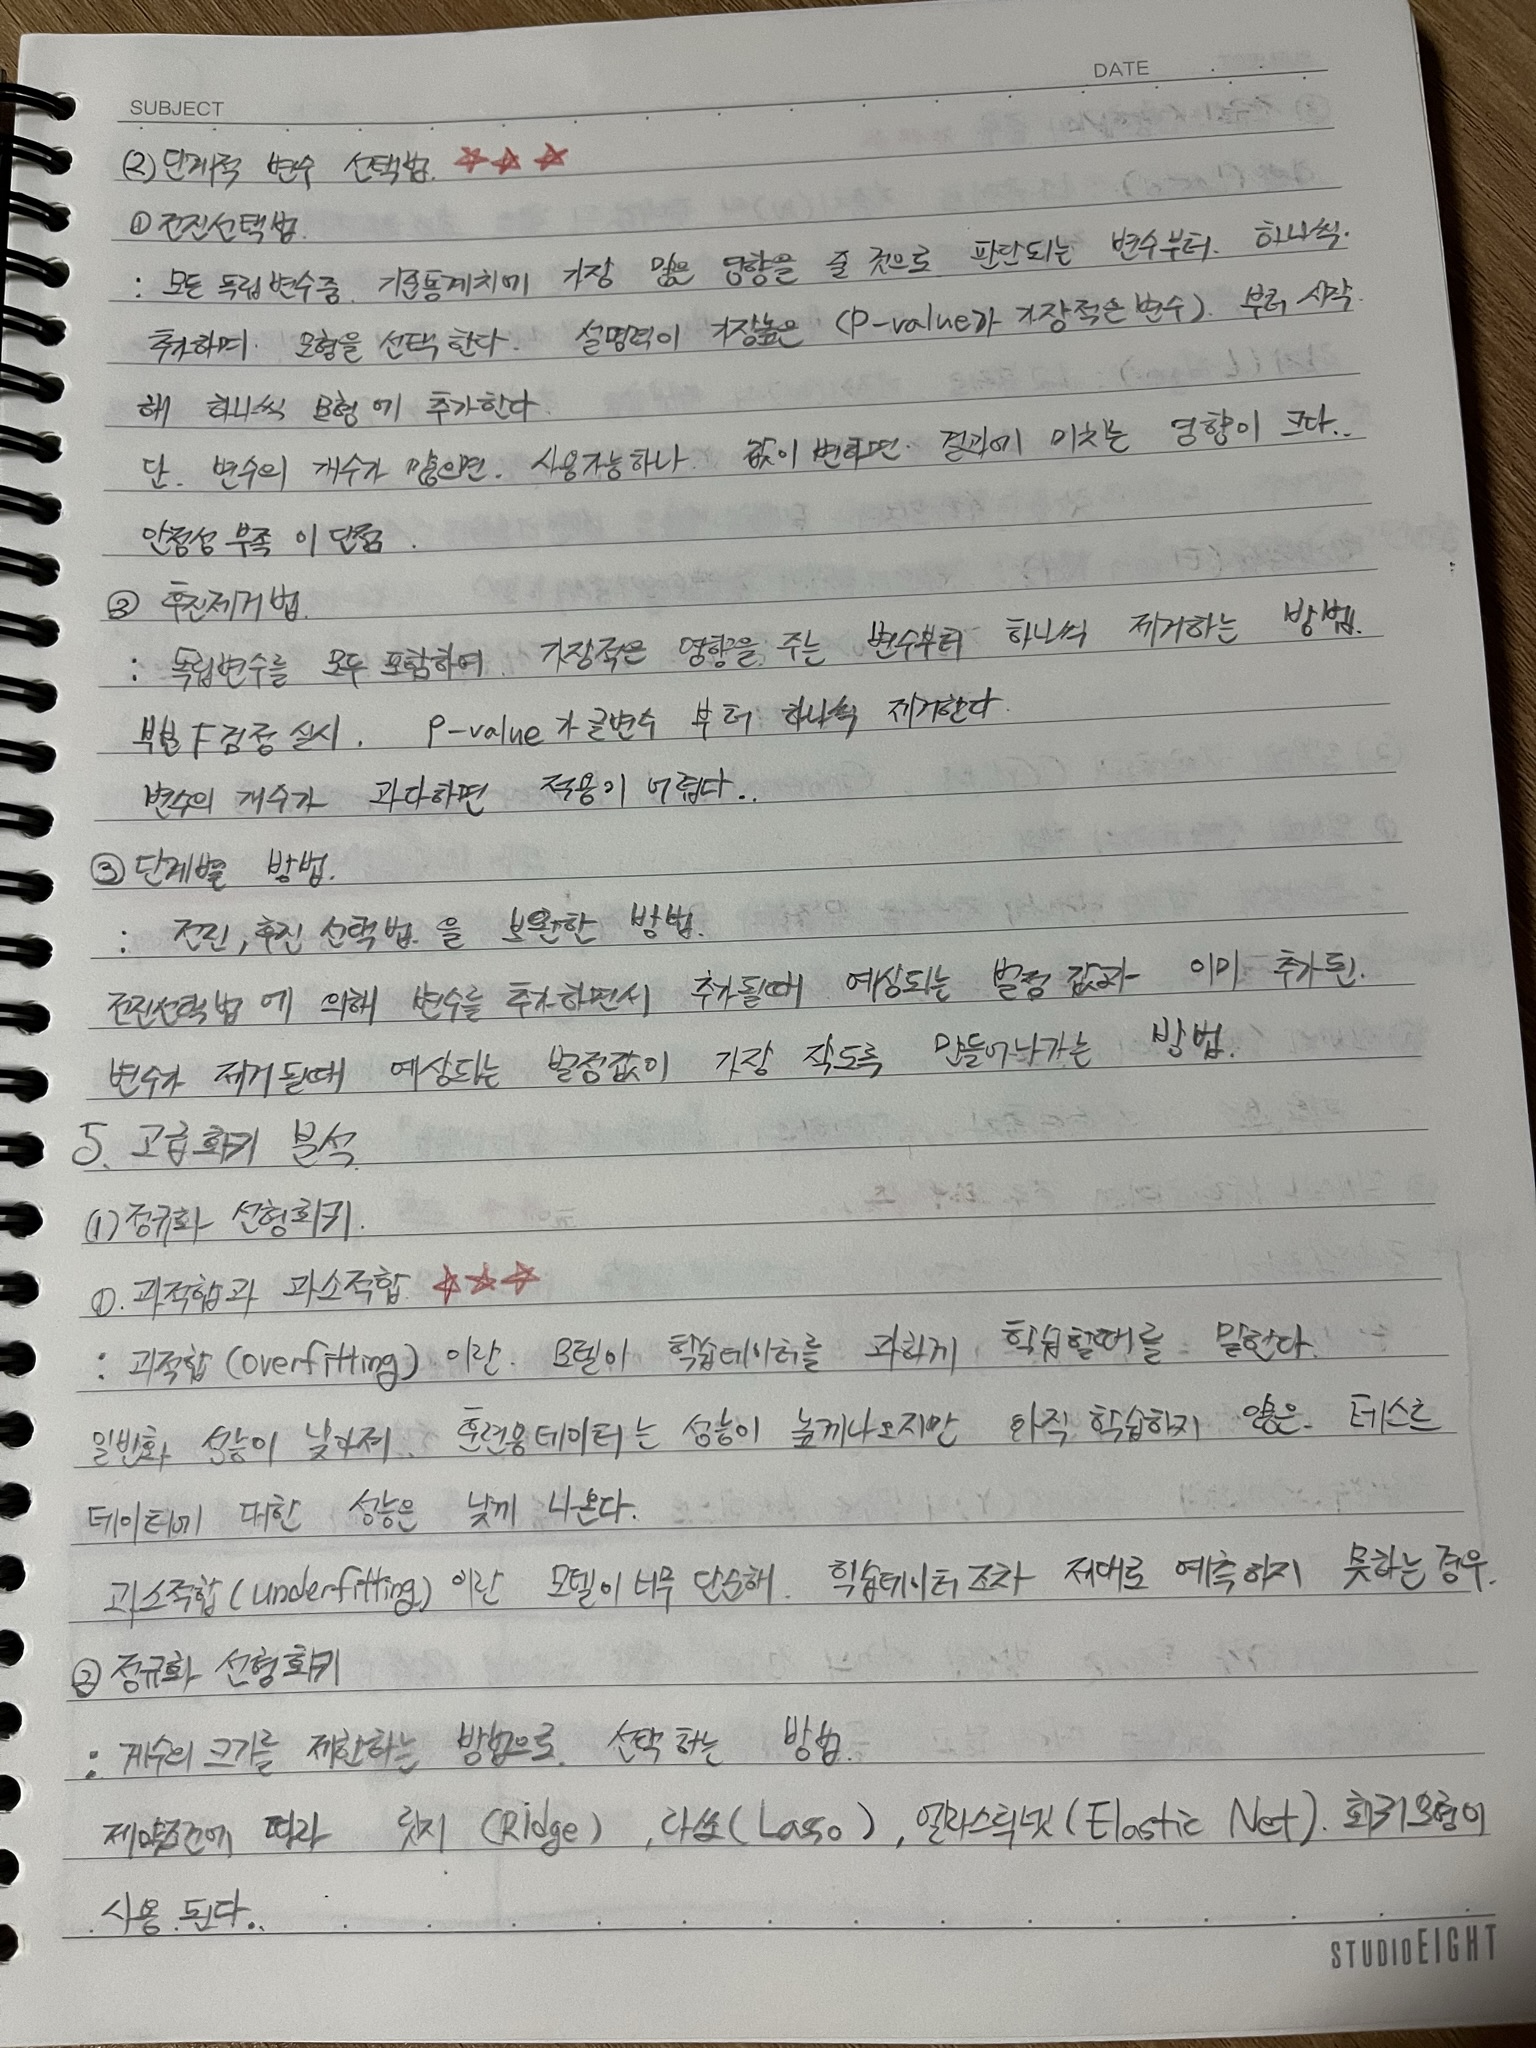 SUBJECT
DATE
(2) 단계적 변수 선택법. ☆☆☆
① 전진선택법.
: 모든 독립변수중. 기준통계치에 가장 많은 영향을 줄 것으로 판단되는 변수부터. 하나씩.
추가하며. 모형을 선택한다. 설명력이 가장높은 (P-value가 가장적은변수). 부터 시작
해 하나씩 모형에 추가한다.
단. 변수의 개수가 많으면. 사용가능하나. 값이 변하면. 결과에 미치는 영향이 크다..
안정성 부족 이 단점.
② 후진제거법.
: 독립변수를 모두 포함하여. 가장적은 영향을 주는 변수부터 하나씩 제거하는 방법.
부분 F검정 실시. P-value가 큰변수 부터 하나씩 제거한다.
변수의 개수가 과다하면 적용이 어렵다..
③ 단계별 방법.
: 전진, 후진 선택법.을 보완한 방법.
전진선택법에 의해 변수를 추가하면서 추가될때 예상되는 벌점 값과 이미 추가된.
변수가 제거될때 예상되는 벌점값이 가장 작도록 만들어나가는 방법.
5. 고급회귀 분석.
(1) 정규화 선형회귀.
①. 과적합과 과소적합. ☆☆☆
: 과적합(overfitting) 이란. 모델이 학습데이터를 과하게 학습할때를 말한다.
일반화 성능이 낮아져. 훈련용데이터는 성능이 높게나오지만 아직 학습하지 않은. 테스트
데이터에 대한 성능은 낮게 나온다.
과소적합(underfitting) 이란 모델이 너무 단순해. 학습데이터조차 제대로 예측하지 못하는경우.
② 정규화 선형회귀
: 계수의 크기를 제한하는 방법으로. 선택하는 방법.
제약조건에 따라 릿지 (Ridge), 라쏘(Lasso), 엘라스틱넷(Elastic Net). 회귀모형이
사용된다..
STUDIOEIGHT